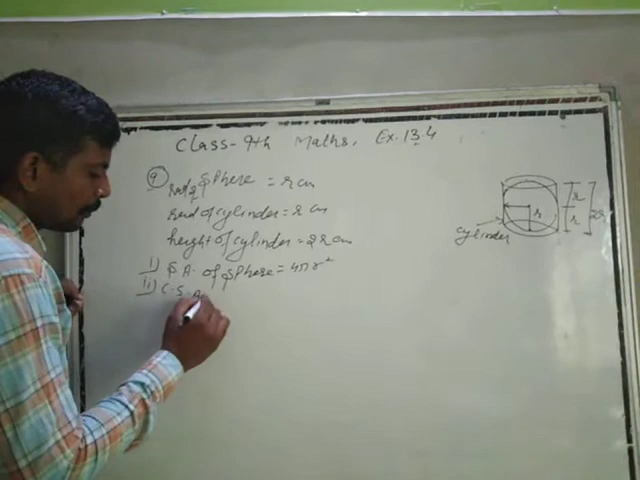 Class-9th Maths, Ex.13.4
9) Rad of Sphere = r cm
Rad of cylinder = r cm
height of cylinder = 2r cm
i) S.A. of Sphere = 4πr²
ii) C.S.A.
r
r
r
2r
cylinder